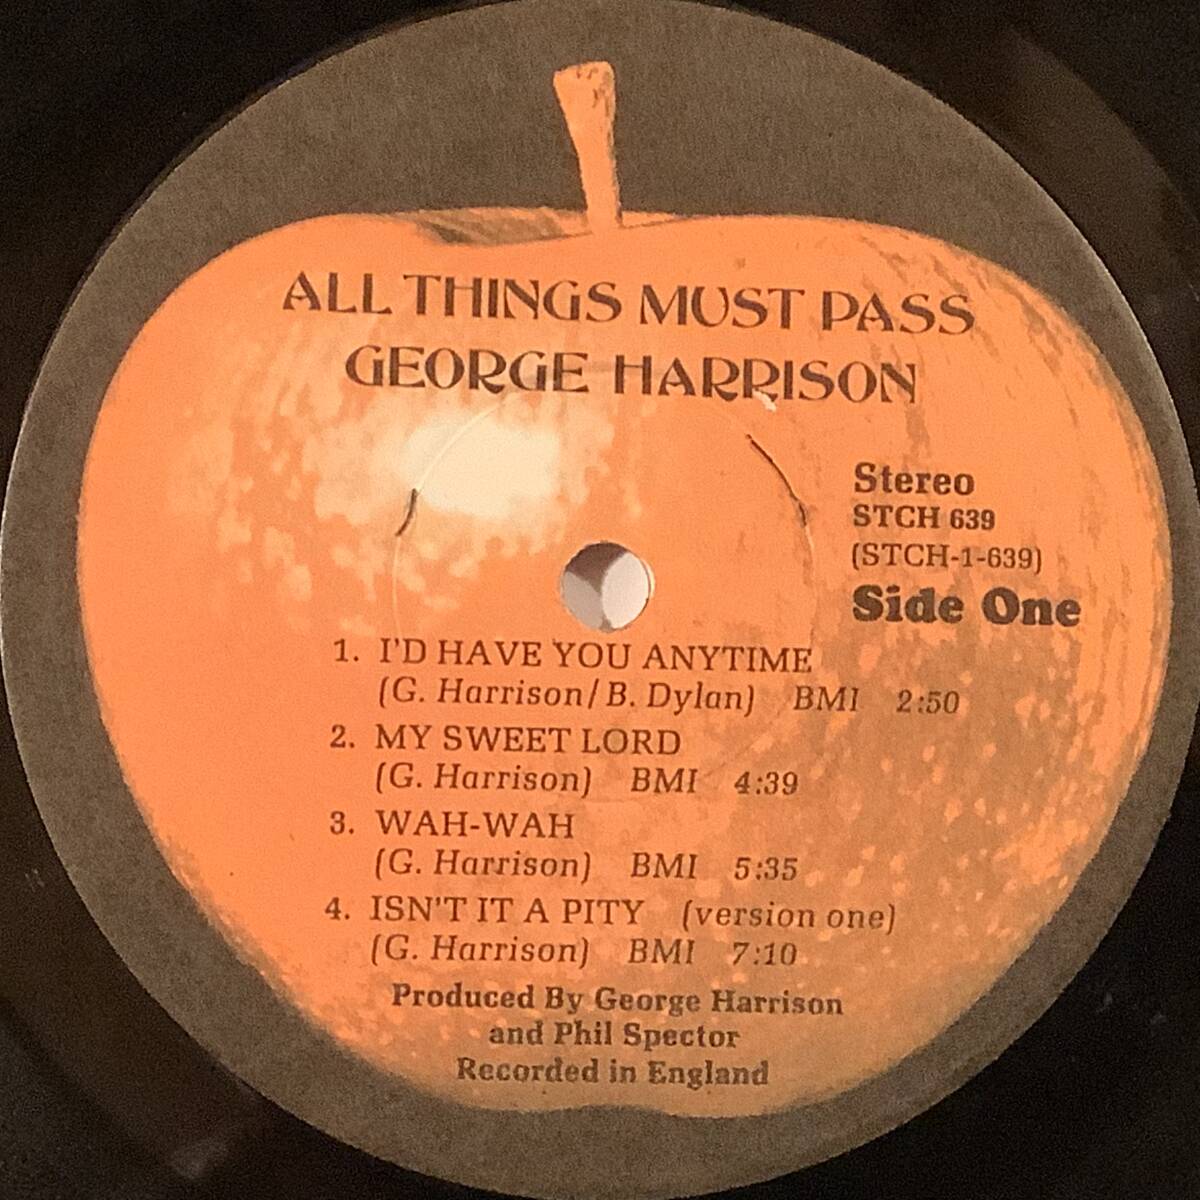 ALL THINGS MUST PASS
GEORGE HARRISON
Stereo
STCH 639
(STCH-1-639)
Side One
1. I'D HAVE YOU ANYTIME
(G. Harrison/B. Dylan) BMI 2:50
2. MY SWEET LORD
(G. Harrison) BMI 4:39
3. WAH-WAH
(G. Harrison) BMI 5:35
4. ISN'T IT A PITY (version one)
(G. Harrison) BMI 7:10
Produced By George Harrison
and Phil Spector
Recorded in England